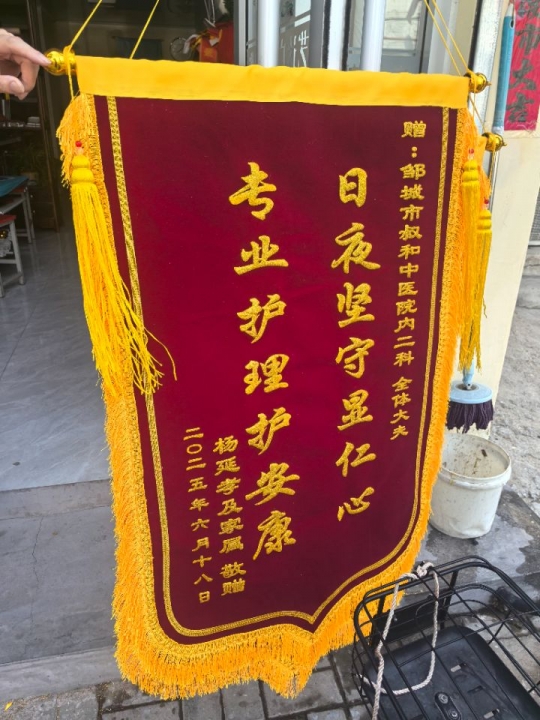 赠：邹城市叔和中医院内二科 全体大夫
日夜坚守显仁心
专业护理护安康
杨延孝及家属 敬赠
二〇二五年六月十八日